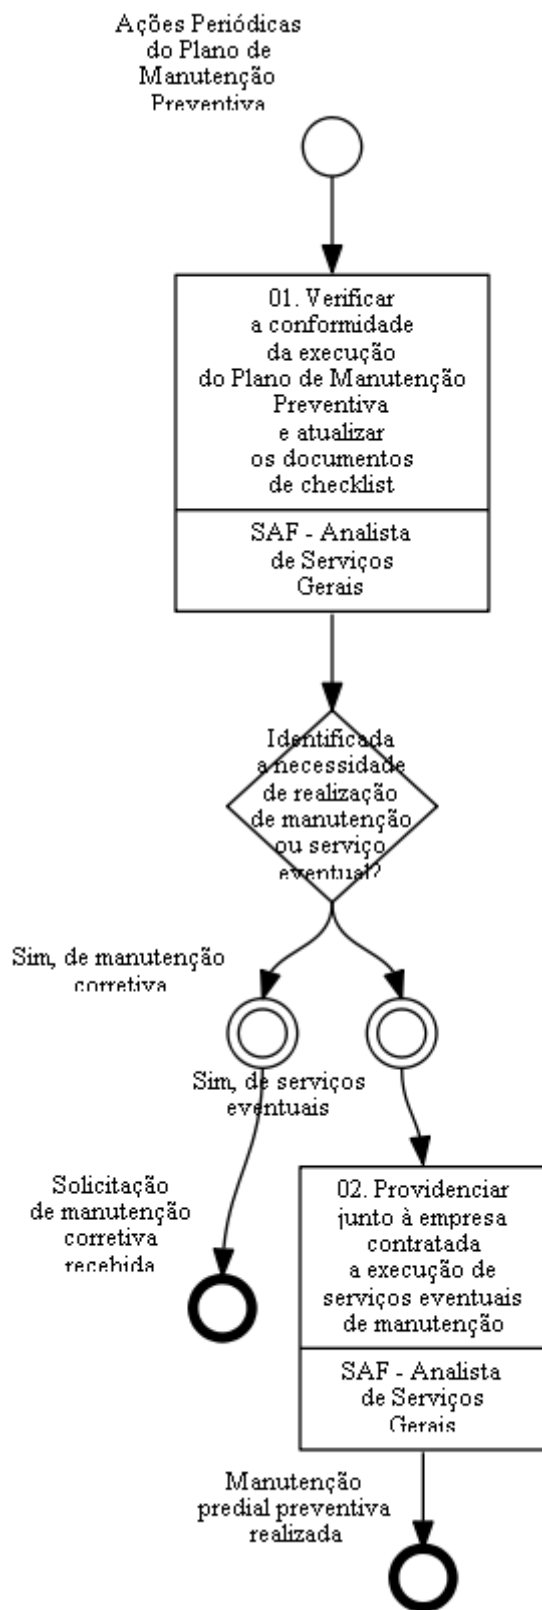 Ações Periódicas
do Plano de
Manutenção
Preventiva
01. Verificar
a conformidade
da execução
do Plano de Manutenção
Preventiva
e atualizar
os documentos
de checklist
SAF - Analista
de Serviços
Gerais
Identificada
a necessidade
de realização
de manutenção
ou serviço
eventual?
Sim, de manutenção
corretiva
Sim, de serviços
eventuais
Solicitação
de manutenção
corretiva
recebida
02. Providenciar
junto à empresa
contratada
a execução de
serviços eventuais
de manutenção
SAF - Analista
de Serviços
Gerais
Manutenção
predial preventiva
realizada